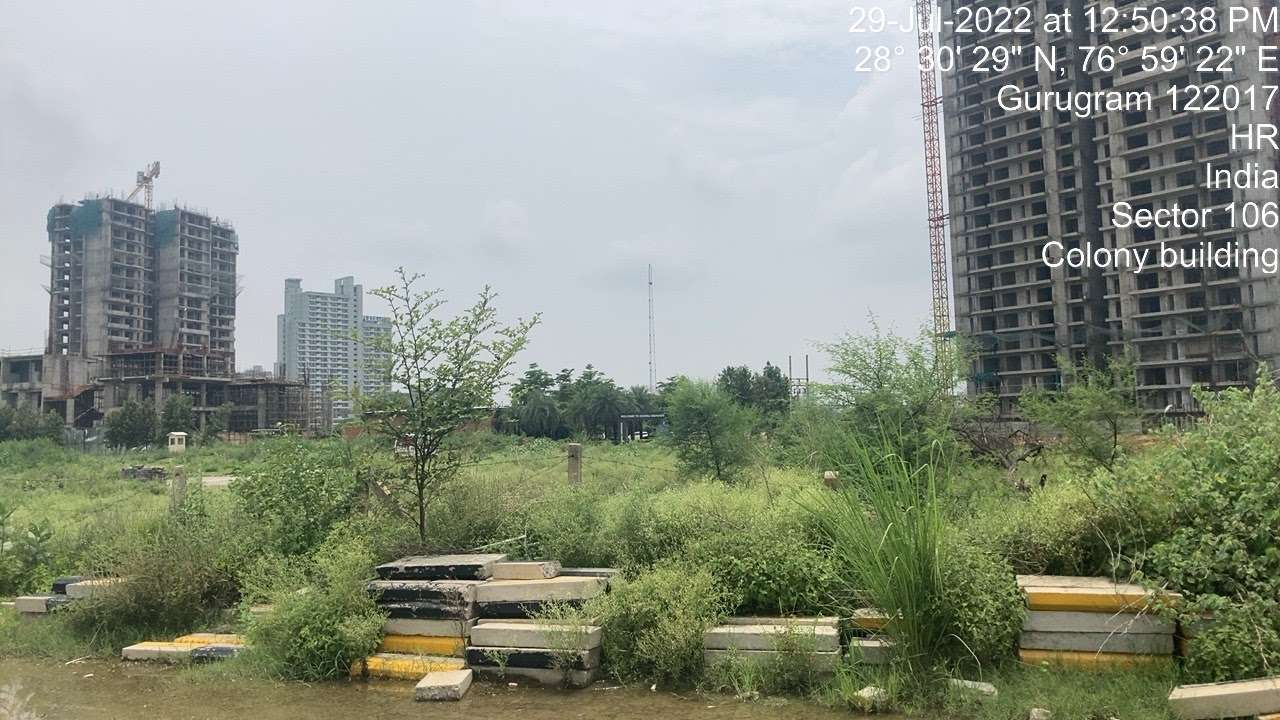 29-Jul-2022 at 12:50:38 PM
28° 30' 29" N, 76° 59' 22" E
Gurugram 122017
HR
India
Sector 106
Colony building